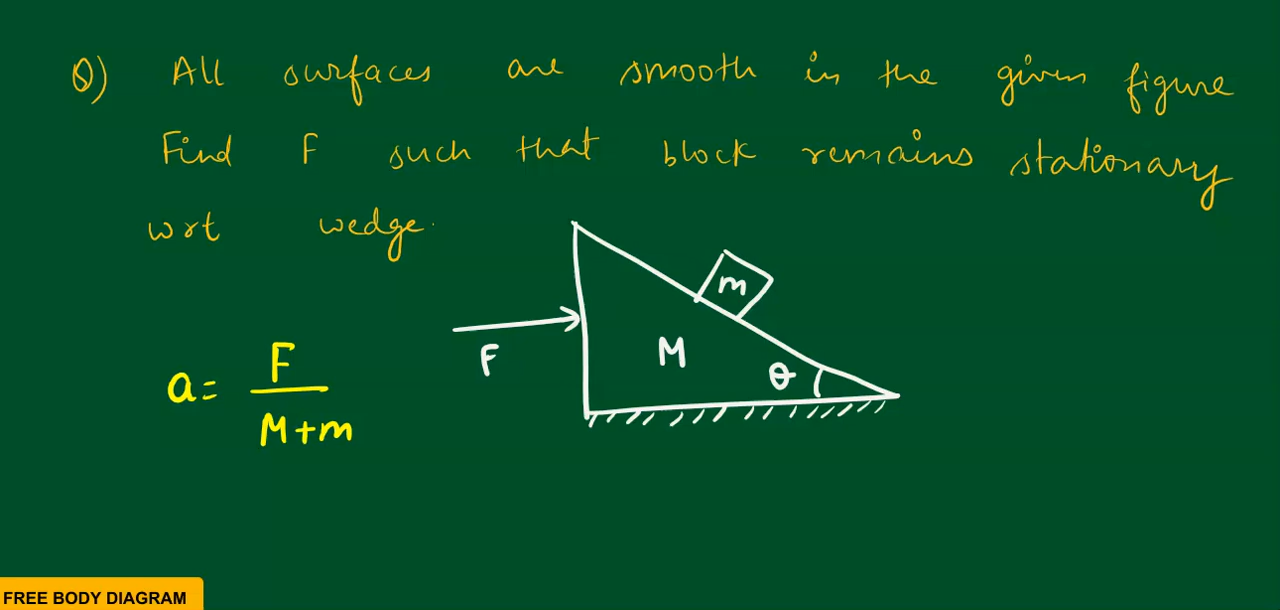 Q) All surfaces are smooth in the given figure
Find F such that block remains stationary
wrt wedge.
m
F
M
θ
a = F / M+m
FREE BODY DIAGRAM